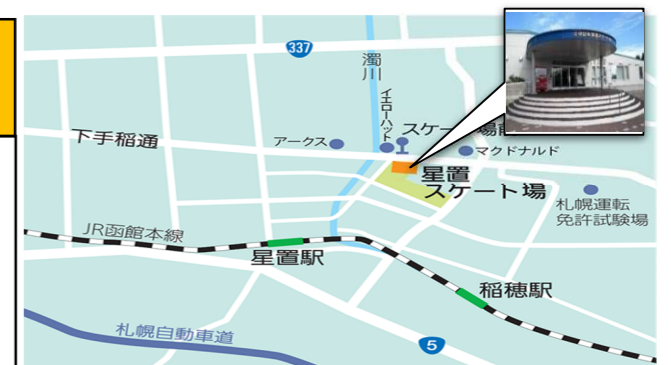 337
濁川
イエローハット
下手稲通
アークス
スケート場前
マクドナルド
星置
スケート場
札幌運転
免許試験場
JR函館本線
星置駅
稲穂駅
札幌自動車道
5